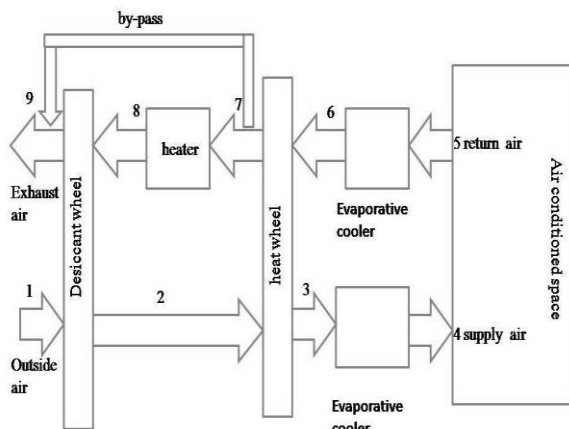 by-pass
9
8
7
6
heater
5 return air
Exhaust
air
Evaporative
cooler
Desiccant wheel
heat wheel
Air conditioned space
1
2
3
4 supply air
Outside
air
Evaporative
cooler